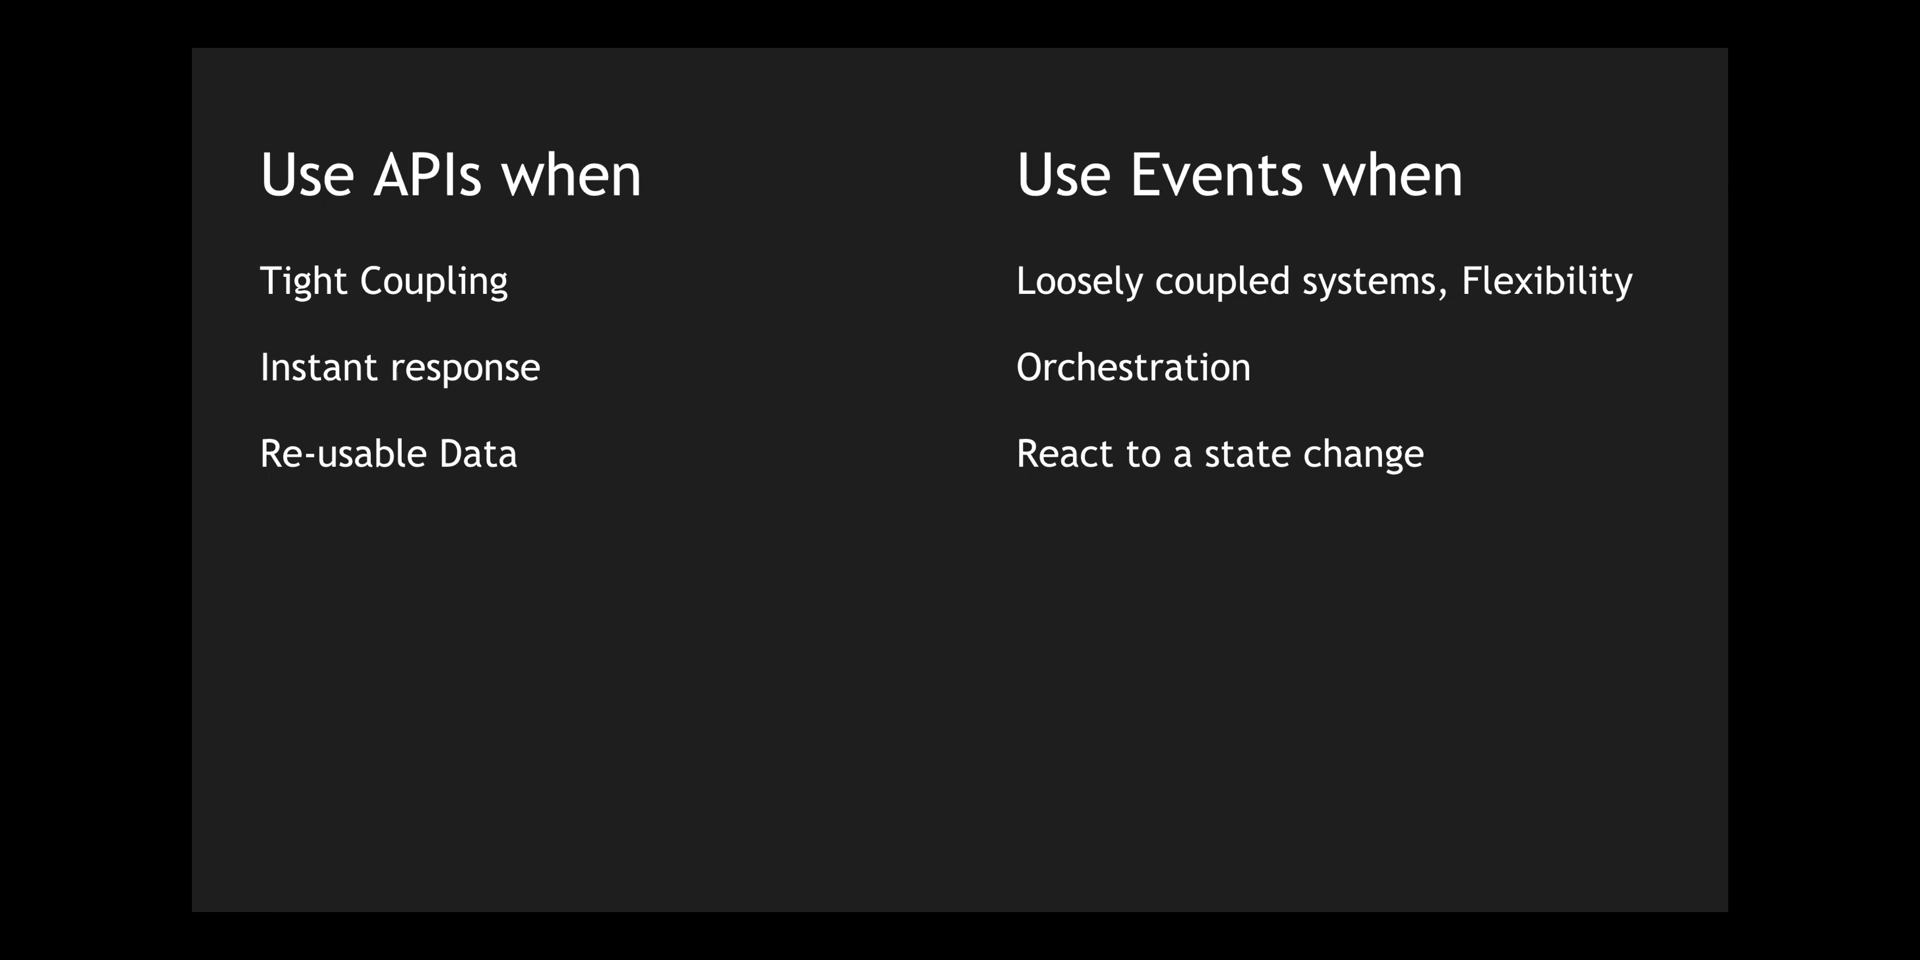 Use APIs when
Tight Coupling
Instant response
Re-usable Data
Use Events when
Loosely coupled systems, Flexibility
Orchestration
React to a state change